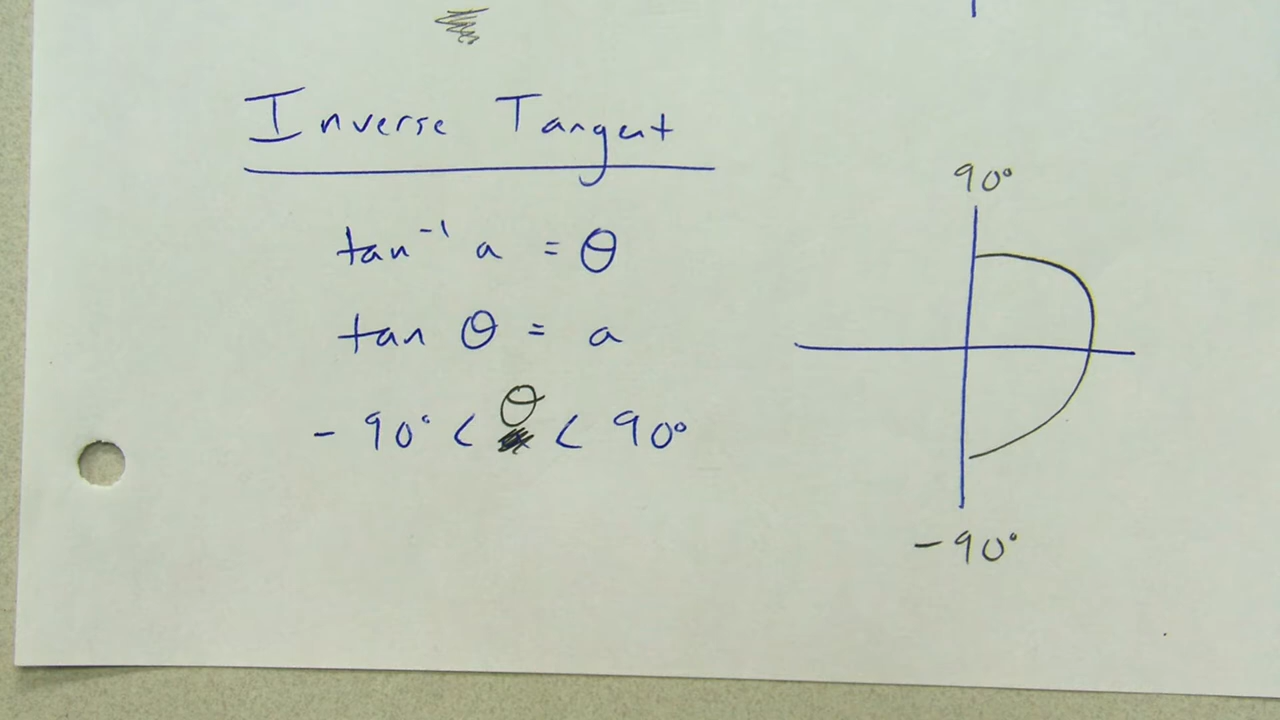 Inverse Tangent
tan⁻¹ a = θ
tan θ = a
-90° < θ < 90°
90°
-90°